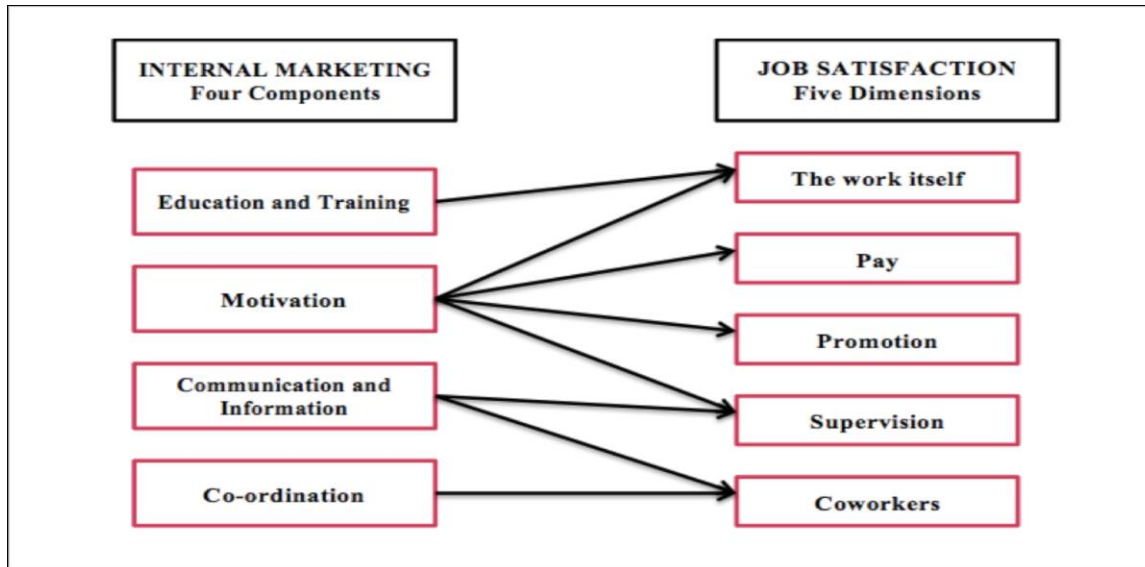 INTERNAL MARKETING
Four Components
JOB SATISFACTION
Five Dimensions
Education and Training
Motivation
Communication and
Information
Co-ordination
The work itself
Pay
Promotion
Supervision
Coworkers